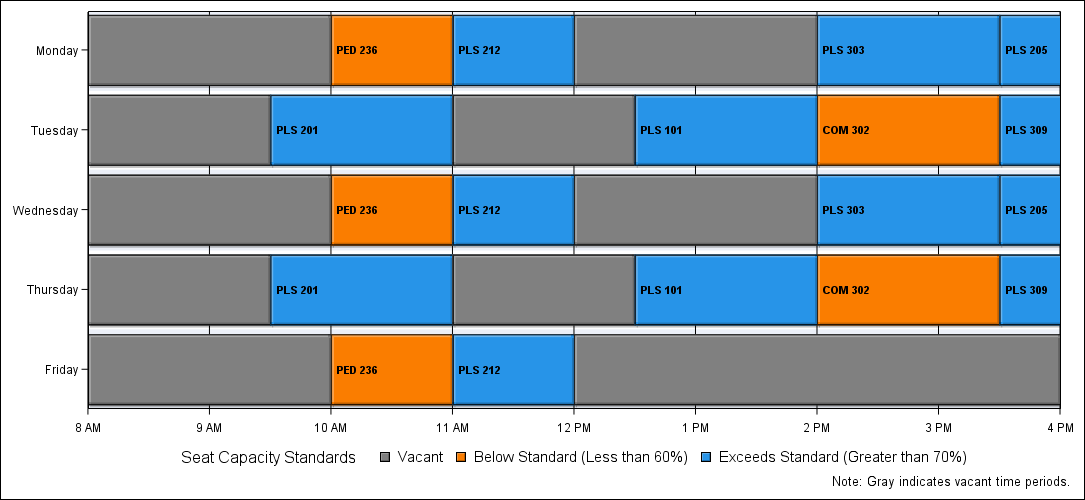 Monday
PED 236
PLS 212
PLS 303
PLS 205
Tuesday
PLS 201
PLS 101
COM 302
PLS 309
Wednesday
PED 236
PLS 212
PLS 303
PLS 205
Thursday
PLS 201
PLS 101
COM 302
PLS 309
Friday
PED 236
PLS 212
8 AM 9 AM 10 AM 11 AM 12 PM 1 PM 2 PM 3 PM 4 PM
Seat Capacity Standards Vacant Below Standard (Less than 60%) Exceeds Standard (Greater than 70%)
Note: Gray indicates vacant time periods.